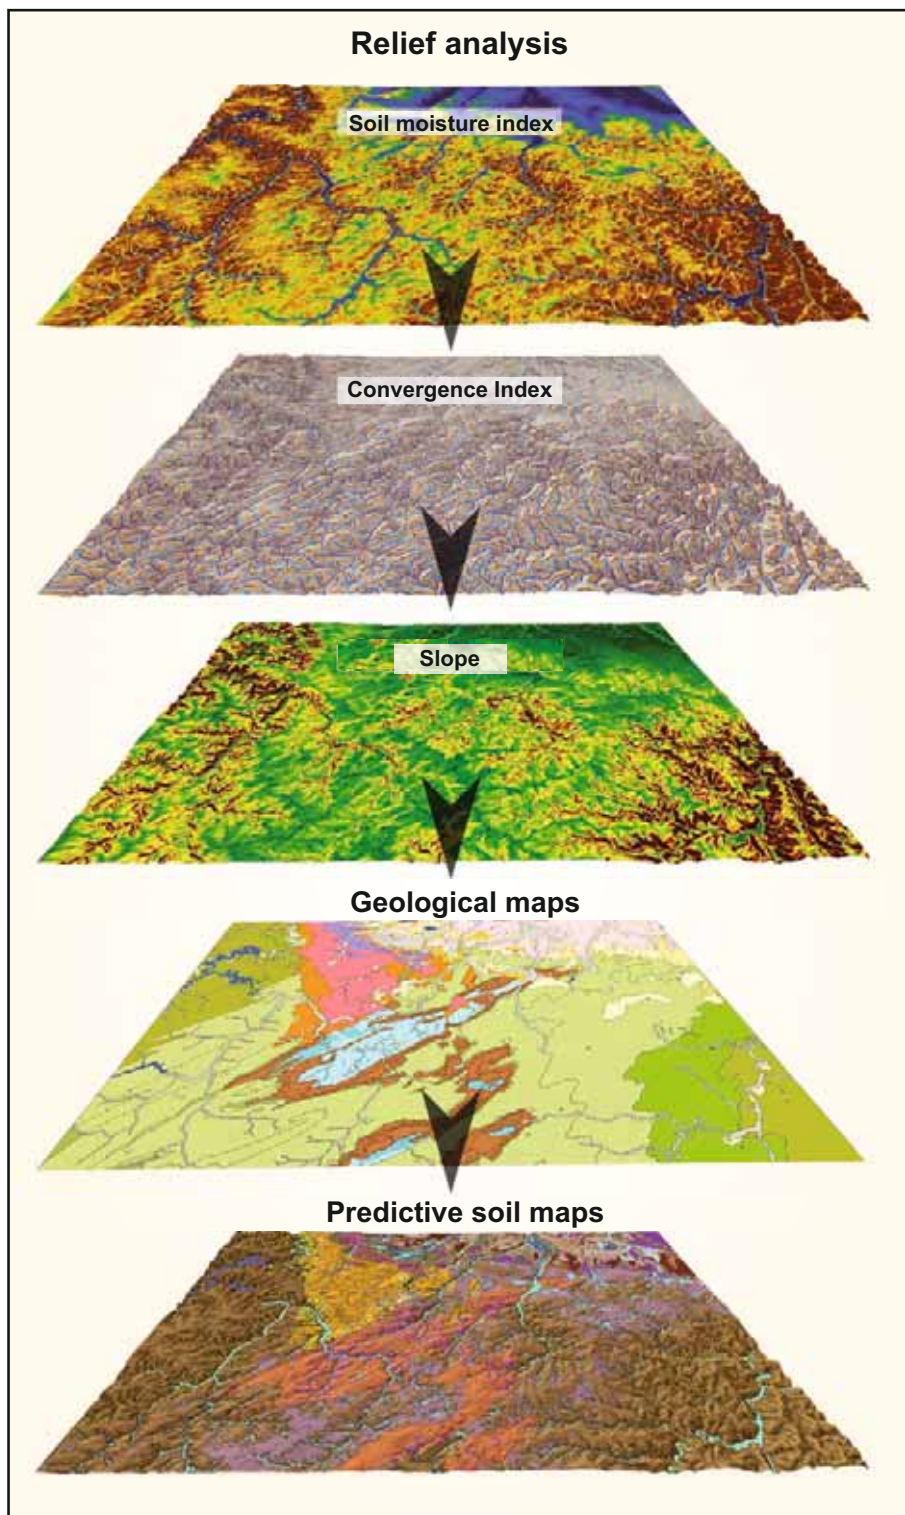 Relief analysis
Soil moisture index
Convergence Index
Slope
Geological maps
Predictive soil maps